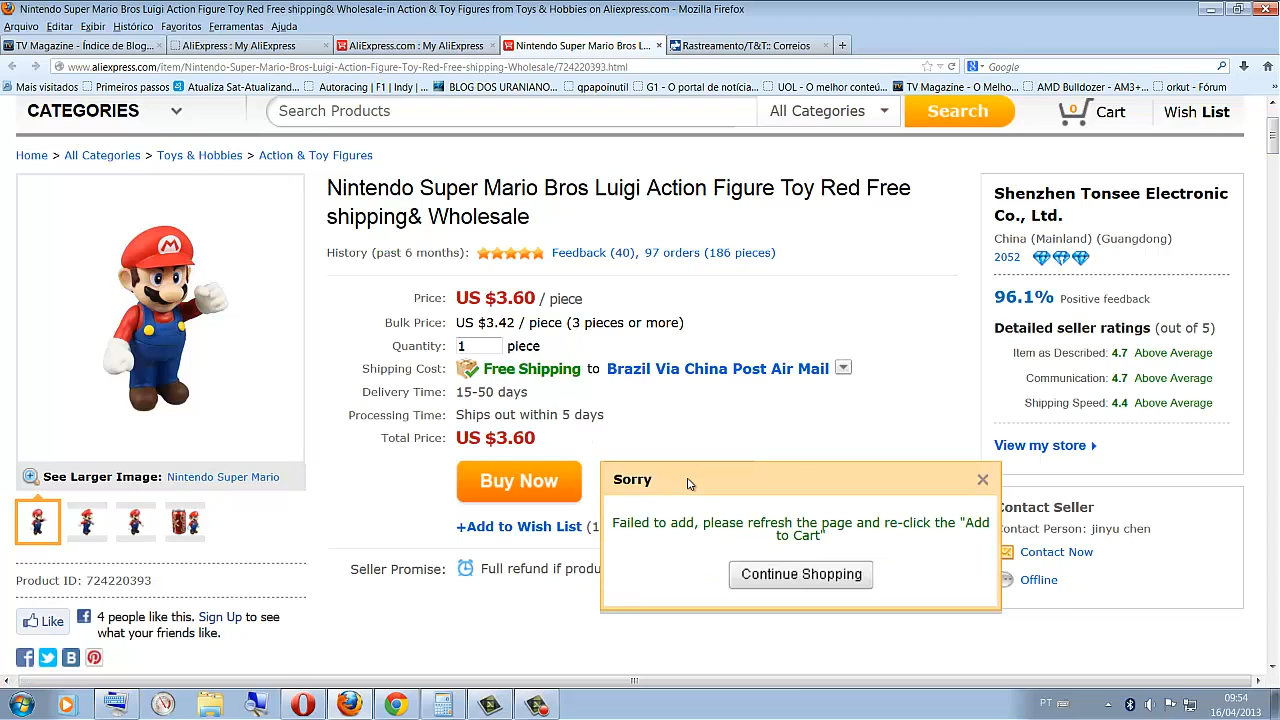 Nintendo Super Mario Bros Luigi Action Figure Toy Red Free shipping& Wholesale-in Action & Toy Figures from Toys & Hobbies on Aliexpress.com - Mozilla Firefox
Arquivo Editar Exibir Histórico Favoritos Ferramentas Ajuda
TV Magazine - Índice de Blog... × AliExpress : My AliExpress × AliExpress.com : My AliExpress × Nintendo Super Mario Bros L... × Rastreamento/T&T:: Correios × +
www.aliexpress.com/item/Nintendo-Super-Mario-Bros-Luigi-Action-Figure-Toy-Red-Free-shipping-Wholesale/724220393.html Google
Mais visitados Primeiros passos Atualiza Sat-Atualizand... Autoracing | F1 | Indy |... BLOG DOS URANIANO... qpapoinutil G1 - O portal de notícia... UOL - O melhor conteú... TV Magazine - O Melho... AMD Bulldozer - AM3+... orkut - Fórum
CATEGORIES Search Products All Categories Search 0 Cart Wish List
Home > All Categories > Toys & Hobbies > Action & Toy Figures
Nintendo Super Mario Bros Luigi Action Figure Toy Red Free
shipping& Wholesale
History (past 6 months): Feedback (40), 97 orders (186 pieces)
Price: US $3.60 / piece
Bulk Price: US $3.42 / piece (3 pieces or more)
Quantity: 1 piece
Shipping Cost: Free Shipping to Brazil Via China Post Air Mail
Delivery Time: 15-50 days
Processing Time: Ships out within 5 days
Total Price: US $3.60
Buy Now
+Add to Wish List (1
Seller Promise: Full refund if produ
M
See Larger Image: Nintendo Super Mario
Product ID: 724220393
Like 4 people like this. Sign Up to see
what your friends like.
Sorry ×
Failed to add, please refresh the page and re-click the "Add
to Cart"
Continue Shopping
Shenzhen Tonsee Electronic
Co., Ltd.
China (Mainland) (Guangdong)
2052
96.1% Positive feedback
Detailed seller ratings (out of 5)
Item as Described: 4.7 Above Average
Communication: 4.7 Above Average
Shipping Speed: 4.4 Above Average
View my store
ontact Seller
ontact Person: jinyu chen
Contact Now
Offline
PT
09:54
16/04/2013